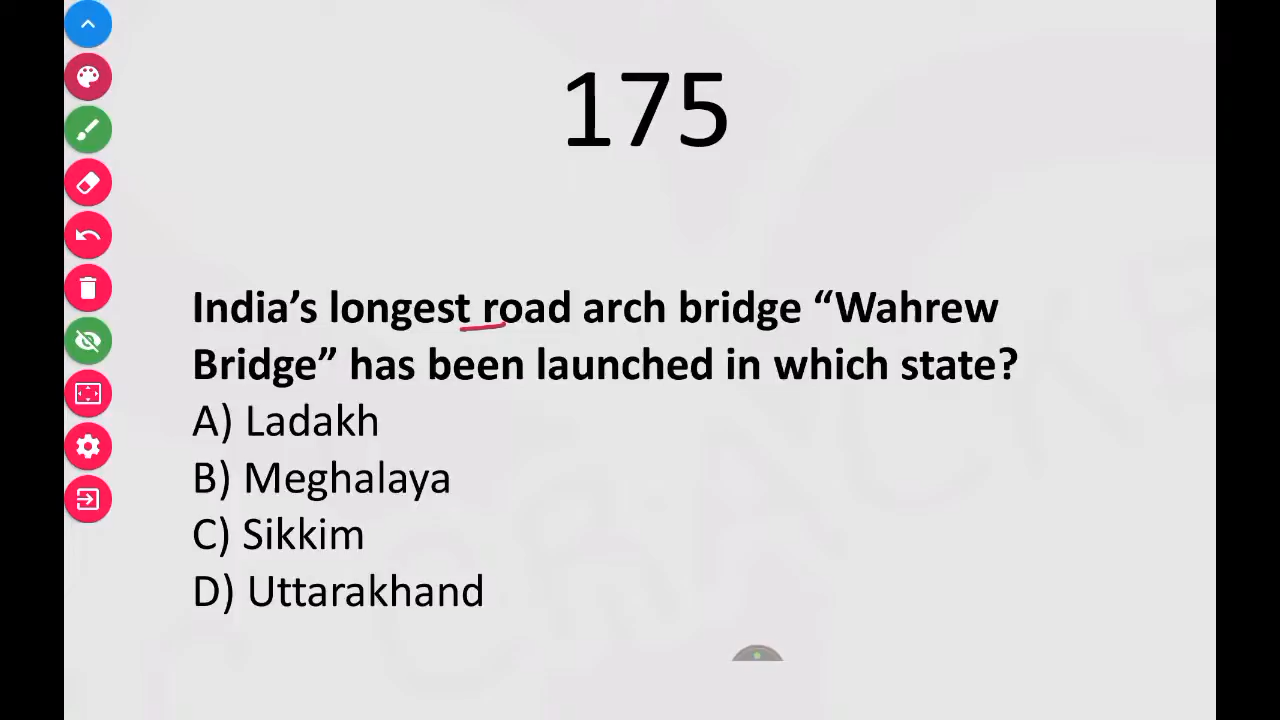 175
India’s longest road arch bridge “Wahrew
Bridge” has been launched in which state?
A) Ladakh
B) Meghalaya
C) Sikkim
D) Uttarakhand